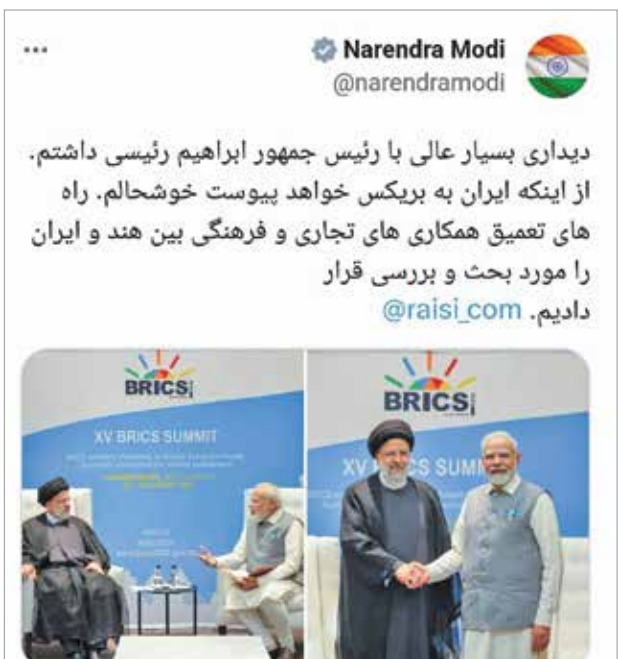 Narendra Modi
@narendramodi
دیداری بسیار عالی با رئیس جمهور ابراهیم رئیسی داشتم.
از اینکه ایران به بریکس خواهد پیوست خوشحالم. راه
های تعمیق همکاری های تجاری و فرهنگی بین هند و ایران
را مورد بحث و بررسی قرار
دادیم. @raisi_com
BRICS
XV BRICS SUMMIT
BRICS
XV BRICS SUMMIT